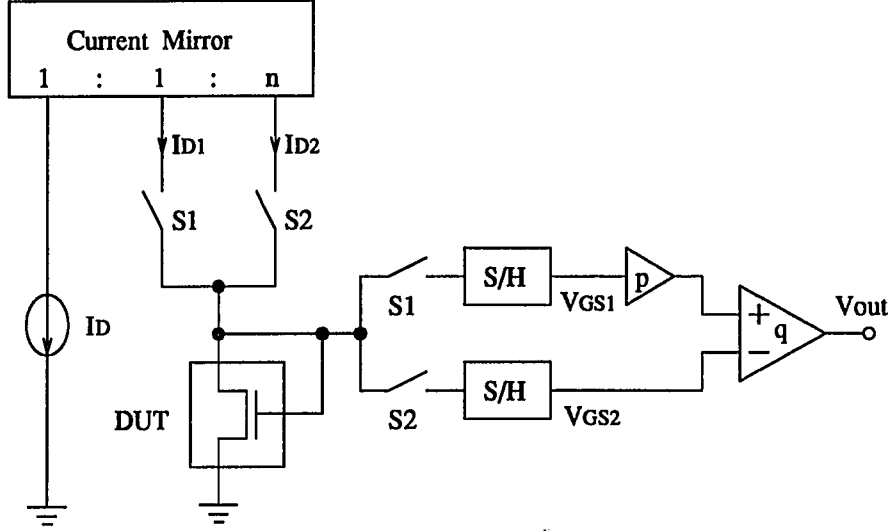 Current Mirror
1 : 1 : n
ID1
ID2
S1
S2
ID
DUT
S1
S/H
VGS1
p
+
q
−
Vout
S2
S/H
VGS2